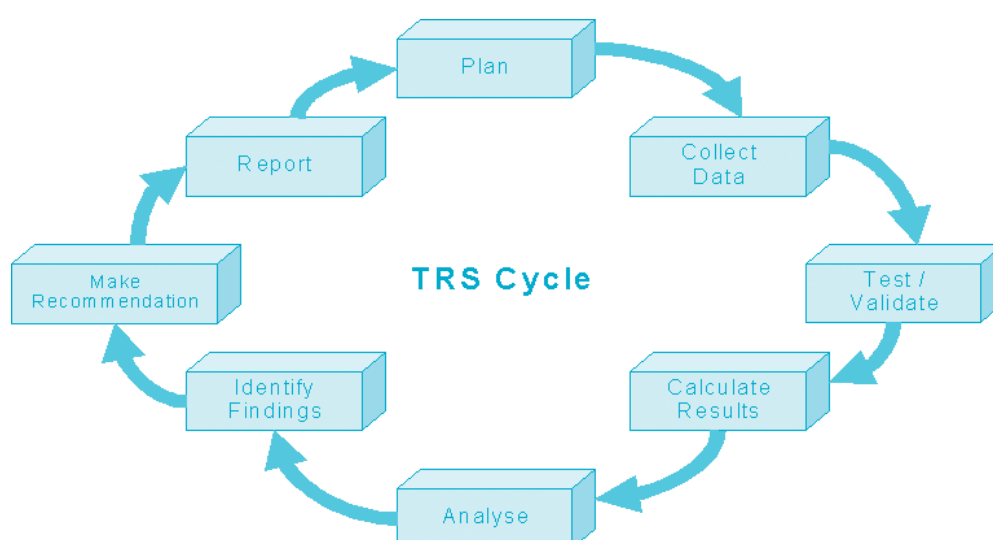 Plan
Collect
Data
Test /
Validate
Calculate
Results
Analyse
Identify
Findings
Make
Recommendation
Report
TRS Cycle